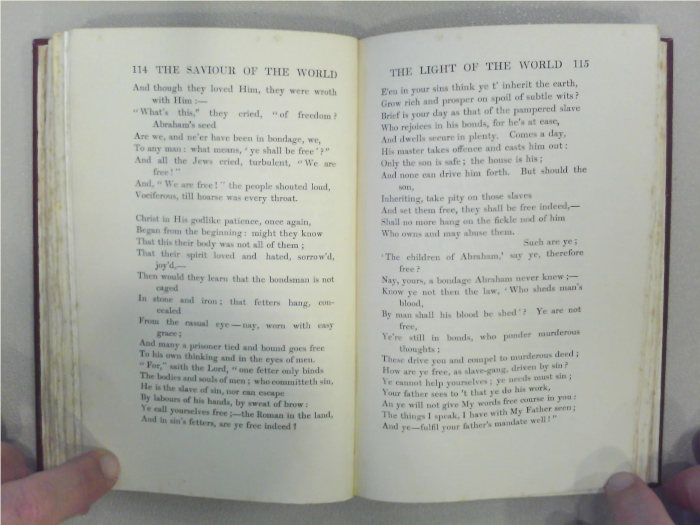 114 THE SAVIOUR OF THE WORLD
And though they loved Him, they were wroth
with Him:—
"What's this," they cried, "of freedom?
Abraham's seed
Are we, and ne'er have been in bondage, we,
To any man: what means, 'ye shall be free'?"
And all the Jews cried, turbulent, "We are
free!"
And, "We are free!" the people shouted loud,
Vociferous, till hoarse was every throat.
Christ in His godlike patience, once again,
Began from the beginning: might they know
That this their body was not all of them;
That their spirit loved and hated, sorrow'd,
joy'd,—
Then would they learn that the bondsman is not
caged
In stone and iron; that fetters hang, con-
cealed
From the casual eye—nay, worn with easy
grace;
And many a prisoner tied and bound goes free
To his own thinking and in the eyes of men.
"For," saith the Lord, "one fetter only binds
The bodies and souls of men; who committeth sin,
He is the slave of sin, nor can escape
By labours of his hands, by sweat of brow:
Ye call yourselves free;—the Roman in the land,
And in sin's fetters, are ye free indeed!
THE LIGHT OF THE WORLD 115
E'en in your sins think ye t' inherit the earth,
Grow rich and prosper on spoil of subtle wits?
Brief is your day as that of the pampered slave
Who rejoices in his bonds, for he's at ease,
And dwells secure in plenty. Comes a day,
His master takes offence and casts him out:
Only the son is safe; the house is his;
And none can drive him forth. But should the
son,
Inheriting, take pity on those slaves
And set them free, they shall be free indeed,—
Shall no more hang on the fickle nod of him
Who owns and may abuse them.
Such are ye;
'The children of Abraham,' say ye, therefore
free?
Nay, yours, a bondage Abraham never knew;—
Know ye not then the law, 'Who sheds man's
blood,
By man shall his blood be shed'? Ye are not
free,
Ye're still in bonds, who ponder murderous
thoughts;
These drive you and compel to murderous deed;
How are ye free, as slave-gang, driven by sin?
Ye cannot help yourselves; ye needs must sin;
Your father sees to 't that ye do his work,
An ye will not give My words free course in you:
The things I speak, I have with My Father seen;
And ye—fulfil your father's mandate well!"